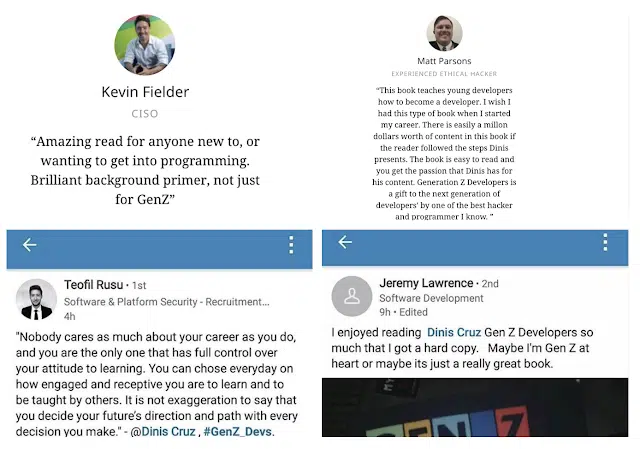 Kevin Fielder
CISO
“Amazing read for anyone new to, or
wanting to get into programming.
Brilliant background primer, not just
for GenZ”
Matt Parsons
EXPERIENCED ETHICAL HACKER
“This book teaches young developers
how to become a developer. I wish I
had this type of book when I started
my career. There is easily a millon
dollars worth of content in this book if
the reader followed the steps Dinis
presents. The book is easy to read and
you get the passion that Dinis has for
his content. Generation Z Developers is
a gift to the next generation of
developers' by one of the best hacker
and programmer I know. ”
Teofil Rusu • 1st
Software & Platform Security - Recruitment...
4h
"Nobody cares as much about your career as you do,
and you are the only one that has full control over
your attitude to learning. You can chose everyday on
how engaged and receptive you are to learn and to
be taught by others. It is not exaggeration to say that
you decide your future's direction and path with every
decision you make." - @Dinis Cruz , #GenZ_Devs.
Jeremy Lawrence • 2nd
Software Development
9h • Edited
I enjoyed reading Dinis Cruz Gen Z Developers so
much that I got a hard copy. Maybe I'm Gen Z at
heart or maybe its just a really great book.
MY
GEN Z